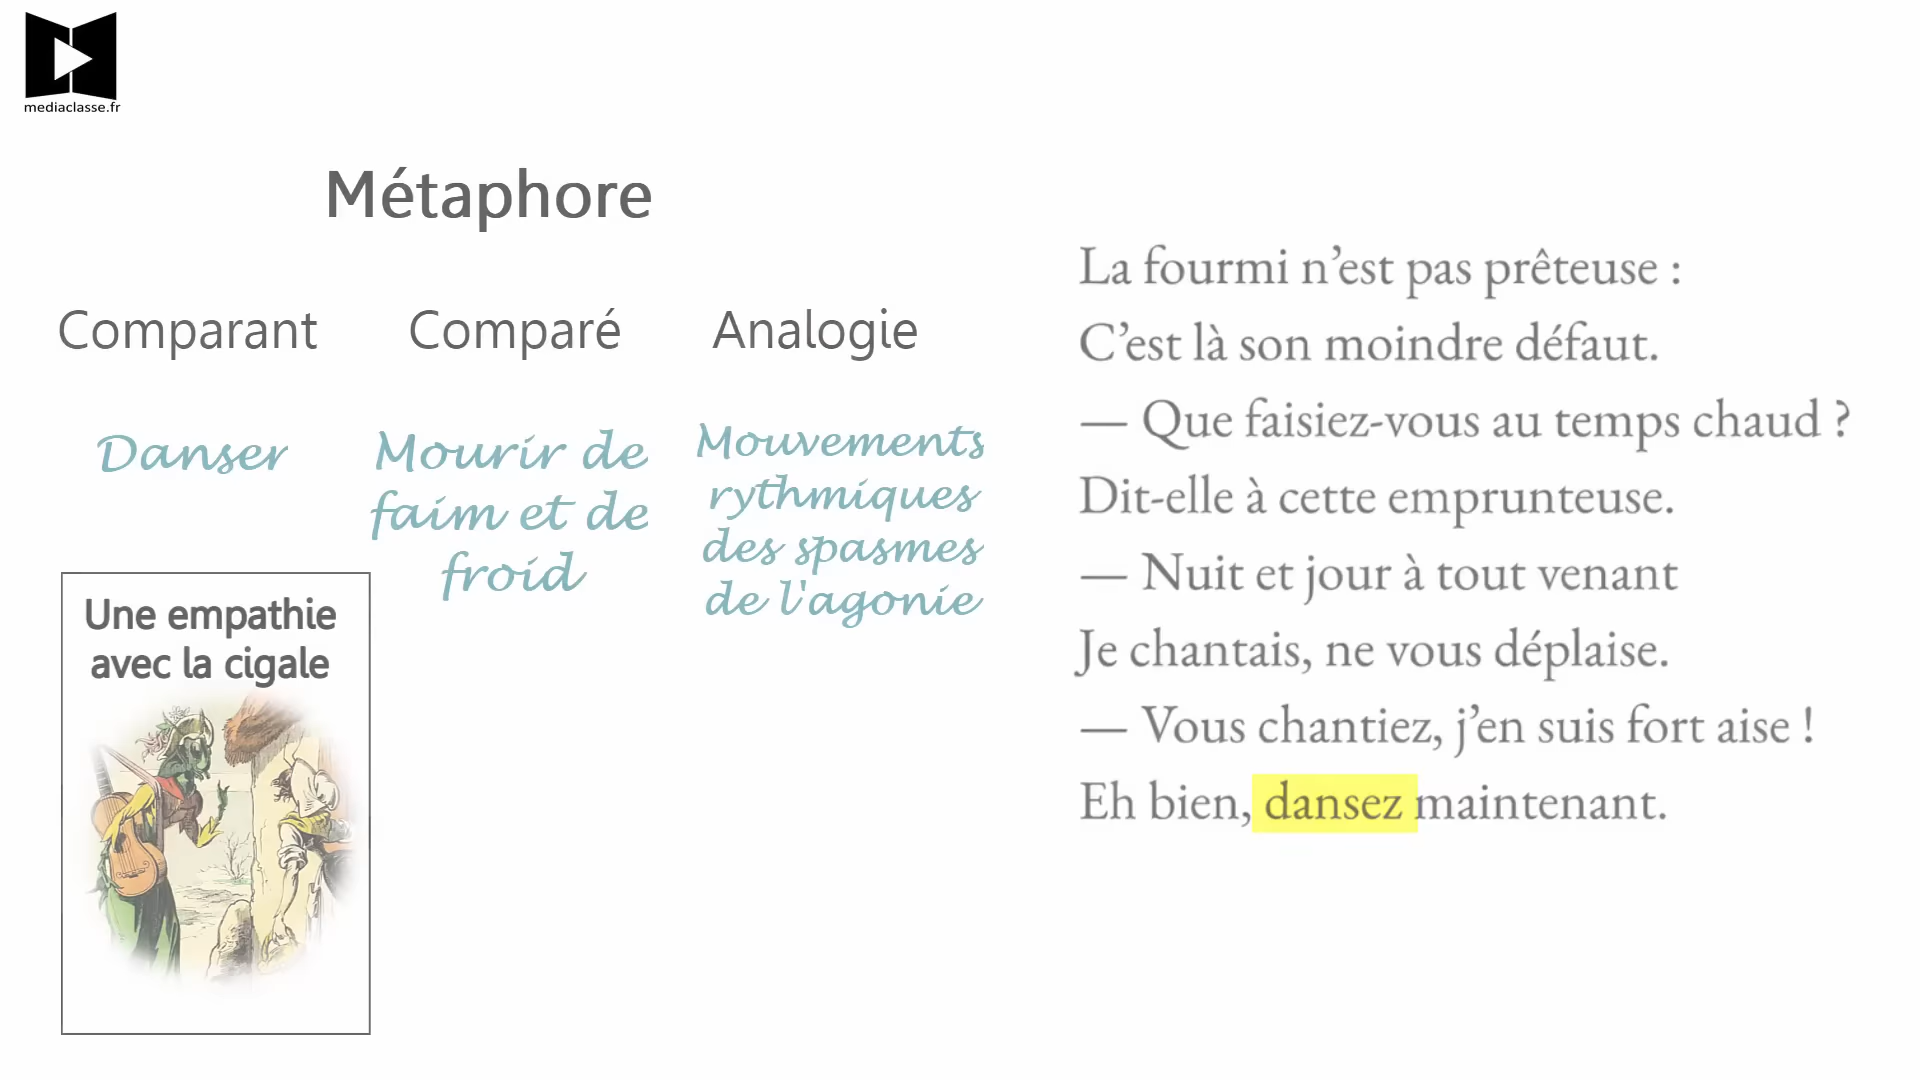 mediaclasse.fr
Métaphore
Comparant
Comparé
Analogie
Danser
Mourir de
faim et de
froid
Mouvements
rythmiques
des spasmes
de l'agonie
Une empathie
avec la cigale
La fourmi n’est pas prêteuse :
C’est là son moindre défaut.
— Que faisiez-vous au temps chaud ?
Dit-elle à cette emprunteuse.
— Nuit et jour à tout venant
Je chantais, ne vous déplaise.
— Vous chantiez, j’en suis fort aise !
Eh bien, dansez maintenant.